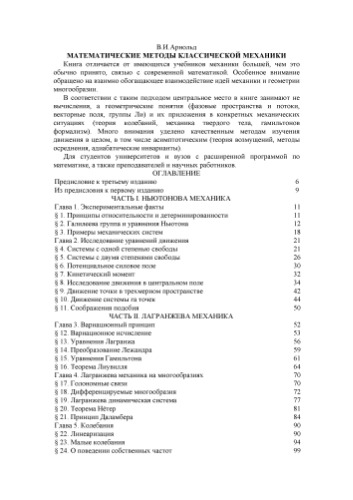 В.И Арнольд
МАТЕМАТИЧЕСКИЕ МЕТОДЫ КЛАССИЧЕСКОЙ МЕХАНИКИ
Книга отличается от имеющихся учебников механики большей, чем это
обычно принято, связью с современной математикой. Особенное внимание
обращено на взаимно обогащающее взаимодействие идей механики и геометрии
многообразии.
В соответствии с таким подходом центральное место в книге занимают не
вычисления, а геометрические понятия (фазовые пространства и потоки,
векторные поля, группы Ли) и их приложения в конкретных механических
ситуациях (теория колебаний, механика твердого тела, гамильтонов
формализм) Много внимания уделено качественным методам изучения
движения в целом, в том числе асимптотическим (теория возмущений, методы
осреднения, адиабатические инварианты)
Для студентов университетов и вузов с расширенной программой по
математике, а также преподавателей и научных работников.
ОГЛАВЛЕНИЕ
Предисловие к третьему изданию 6
Из предисловия к первому изданию 9
ЧАСТЬ I. НЬЮТОНОВА МЕХАНИКА
Глава 1. Экспериментальные факты 11
§ 1. Принципы относительности и детерминированности 11
§ 2. Галилеева группа и уравнения Ньютона 12
§ 3. Примеры механических систем 18
Глава 2. Исследование уравнений движения 21
§ 4. Системы с одной степенью свободы 21
§ 5. Системы с двумя степенями свободы 26
§ 6. Потенциальное силовое поле 30
§ 7. Кинетический момент 32
§ 8. Исследование движения в центральном поле 34
§ 9. Движение точки в трехмерном пространстве 42
§ 10. Движение системы га точек 44
§ 11. Соображения подобия 50
ЧАСТЬ II. ЛАГРАНЖЕВА МЕХАНИКА 52
Глава 3. Вариационный принцип 52
§ 12. Вариационное исчисление 53
§ 13. Уравнения Лагранжа 56
§ 14. Преобразование Лежандра 59
§ 15. Уравнения Гамильтона 61
§ 16. Теорема Лиувилля 64
Глава 4. Лагранжева механика на многообразиях 70
§ 17. Голономные связи 70
§ 18. Дифференцируемые многообразия 72
§ 19. Лагранжева динамическая система 77
§ 20. Теорема Нётер 81
§ 21. Принцип Даламбера 84
Глава 5. Колебания 90
§ 22. Линеаризация 90
§ 23. Малые колебания 94
§ 24. О поведении собственных частот 99